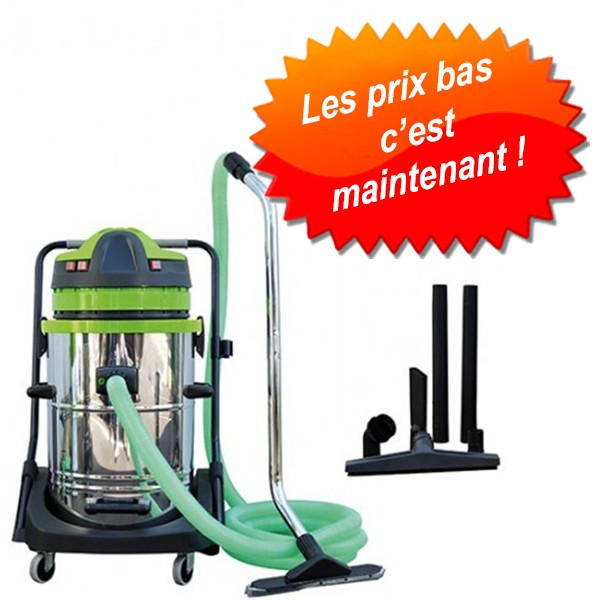 Les prix bas
c’est
maintenant !